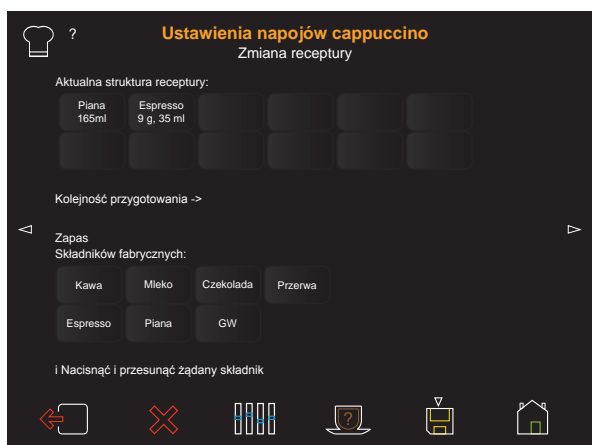 ?
Ustawienia napojów cappuccino
Zmiana receptury
Aktualna struktura receptury:
Piana
165ml
Espresso
9 g, 35 ml
Kolejność przygotowania ->
Zapas
Składników fabrycznych:
Kawa
Mleko
Czekolada
Przerwa
Espresso
Piana
GW
i Nacisnąć i przesunąć żądany składnik
?